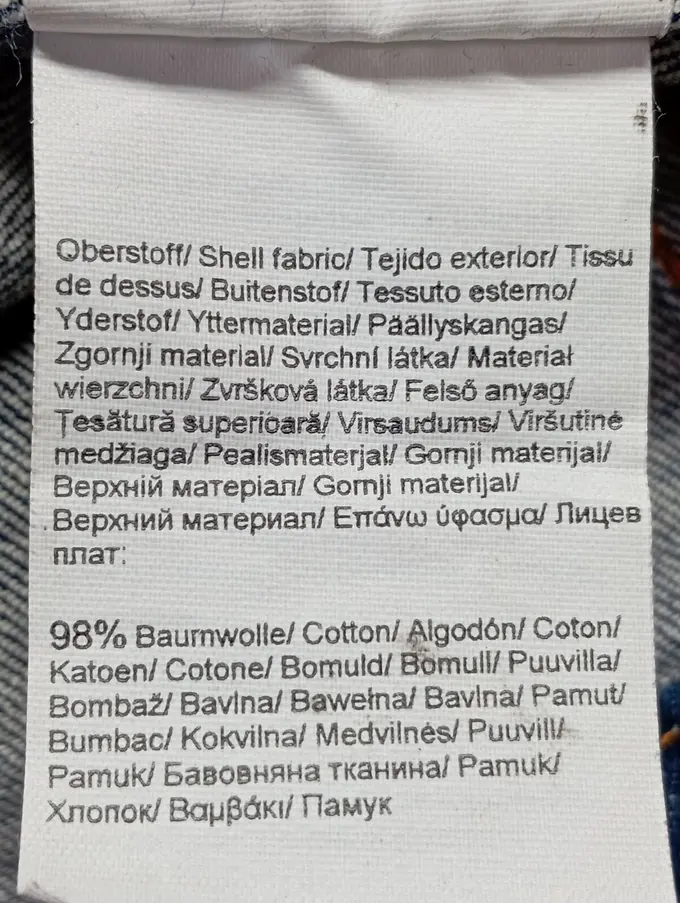 Oberstoff/ Shell fabric/ Tejido exterior/ Tissu
de dessus/ Buitenstof/ Tessuto esterno/
Yderstof/ Yttermaterial/ Päällyskangas/
Zgornji material/ Svrchní látka/ Materiał
wierzchni/ Zvršková látka/ Felső anyag/
Ţesătură superioară/ Virsaudums/ Viršutinė
medžiaga/ Pealismaterjal/ Gornji materijal/
Верхній матеріал/ Gornji materijal/
Верхний материал/ Επάνω ύφασμα/ Лицев
плат:
98% Baumwolle/ Cotton/ Algodón/ Coton/
Katoen/ Cotone/ Bomuld/ Bomull/ Puuvilla/
Bombaž/ Bavlna/ Bawełna/ Bavlna/ Pamut/
Bumbac/ Kokvilna/ Medvilnės/ Puuvill/
Pamuk/ Бавовняна тканина/ Pamuk/
Хлопок/ Βαμβάκι/ Памук